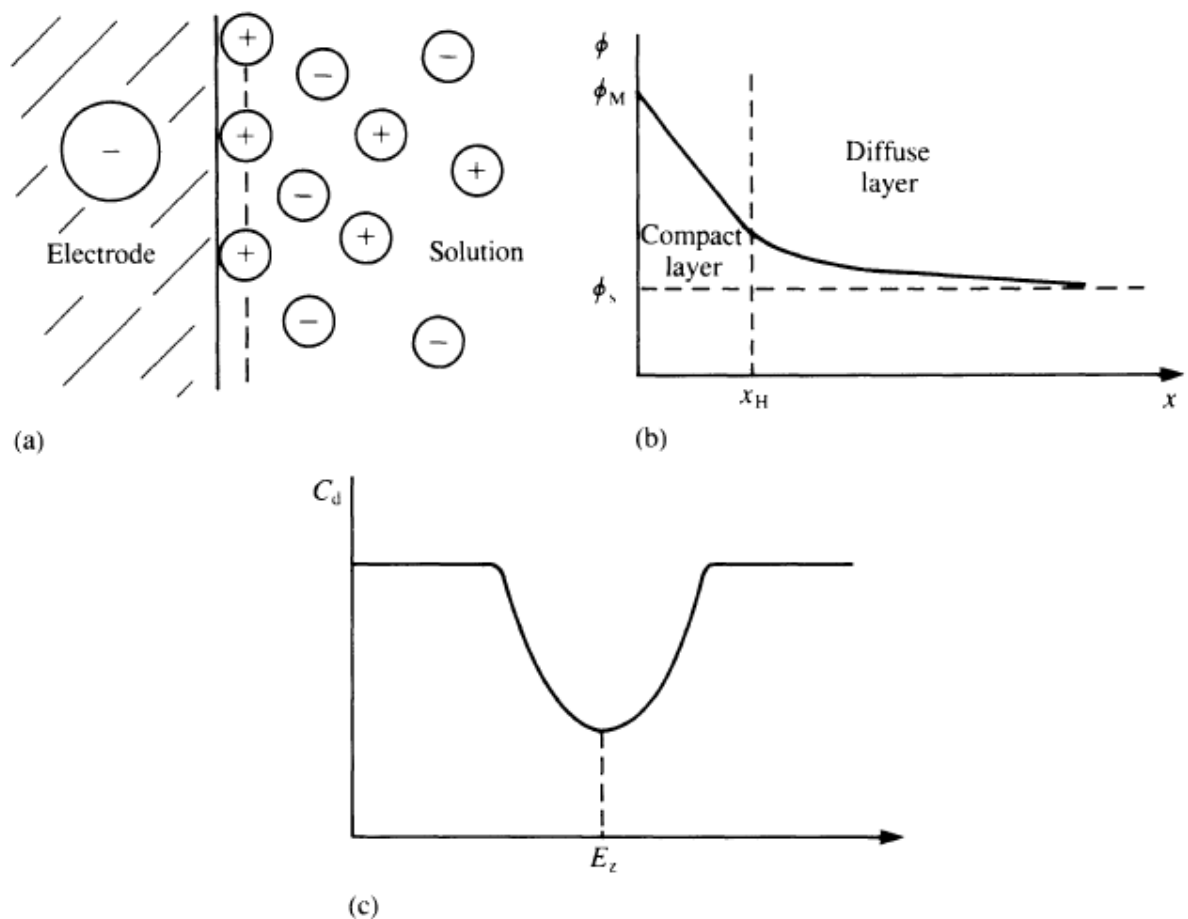 +
−
−
−
+
+
+
−
−
+
Electrode
+
Solution
−
−
(a)
ϕ
ϕM
Diffuse
layer
Compact
layer
ϕs
xH
x
(b)
Cd
Ez
(c)